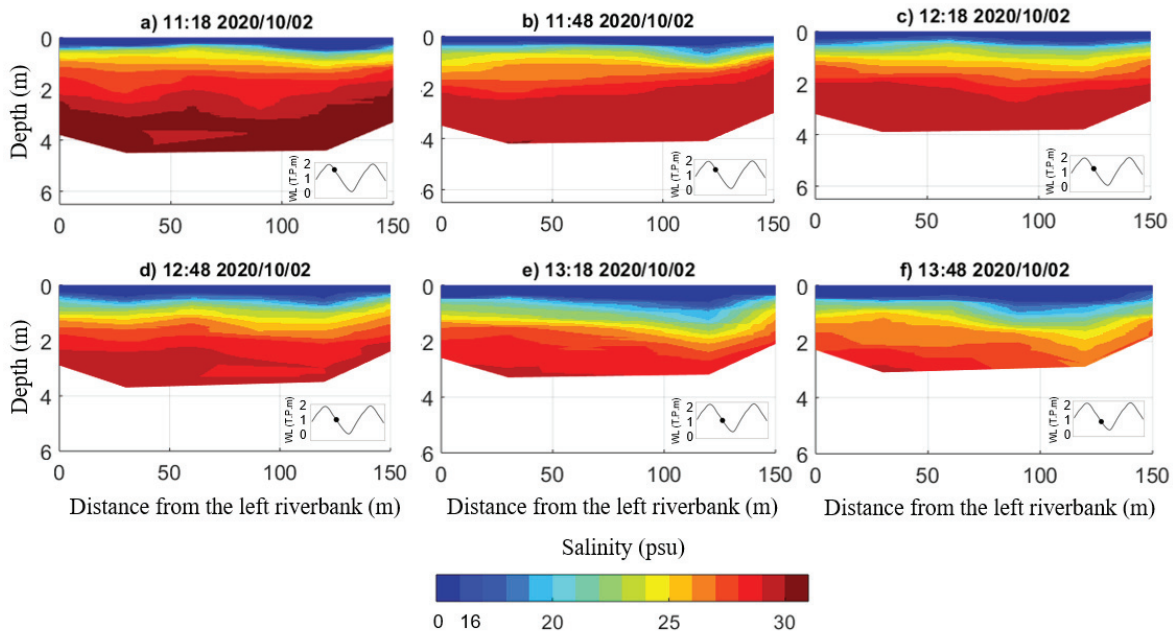 a) 11:18 2020/10/02
b) 11:48 2020/10/02
c) 12:18 2020/10/02
Depth (m)
0
2
4
6
0 50 100 150
WL (T.P.m)
2
1
0
0
2
4
6
0 50 100 150
WL (T.P.m)
2
1
0
0
2
4
6
0 50 100 150
WL (T.P.m)
2
1
0
d) 12:48 2020/10/02
e) 13:18 2020/10/02
f) 13:48 2020/10/02
Depth (m)
0
2
4
6
0 50 100 150
WL (T.P.m)
2
1
0
0
2
4
6
0 50 100 150
WL (T.P.m)
2
1
0
0
2
4
6
0 50 100 150
WL (T.P.m)
2
1
0
Distance from the left riverbank (m)
Distance from the left riverbank (m)
Salinity (psu)
0 16 20 25 30